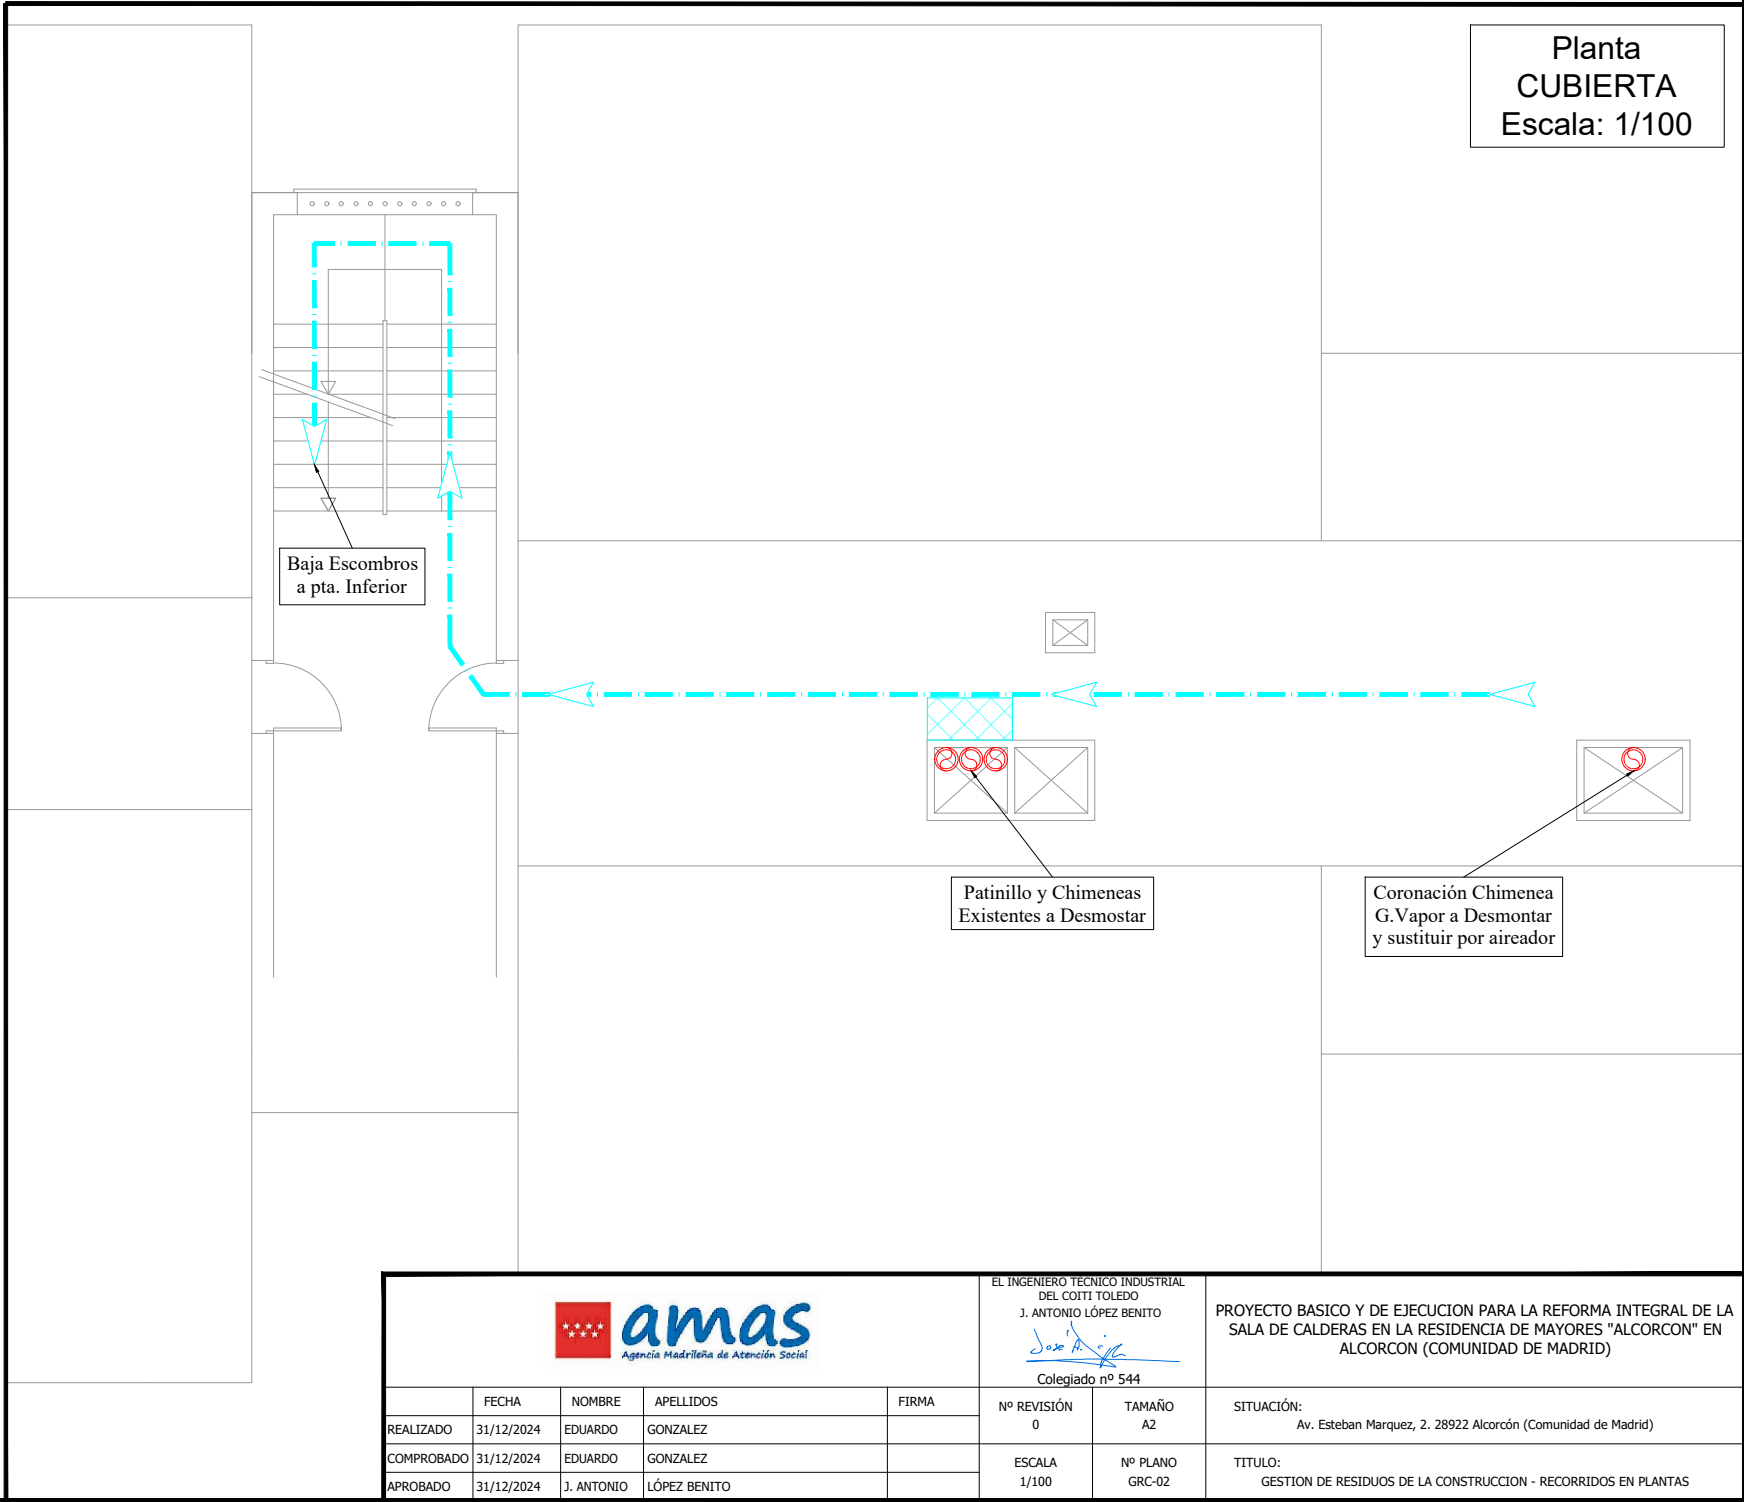 Planta
CUBIERTA
Escala: 1/100
Baja Escombros
a pta. Inferior
Patinillo y Chimeneas
Existentes a Desmostar
Coronación Chimenea
G.Vapor a Desmontar
y sustituir por aireador
amas
Agencia Madrileña de Atención Social
EL INGENIERO TÉCNICO INDUSTRIAL
DEL COITI TOLEDO
J. ANTONIO LÓPEZ BENITO
Colegiado nº 544
PROYECTO BASICO Y DE EJECUCION PARA LA REFORMA INTEGRAL DE LA
SALA DE CALDERAS EN LA RESIDENCIA DE MAYORES "ALCORCON" EN
ALCORCON (COMUNIDAD DE MADRID)
FECHA NOMBRE APELLIDOS FIRMA
REALIZADO 31/12/2024 EDUARDO GONZALEZ
COMPROBADO 31/12/2024 EDUARDO GONZALEZ
APROBADO 31/12/2024 J. ANTONIO LÓPEZ BENITO
Nº REVISIÓN
0
TAMAÑO
A2
ESCALA
1/100
Nº PLANO
GRC-02
SITUACIÓN:
Av. Esteban Marquez, 2. 28922 Alcorcón (Comunidad de Madrid)
TITULO:
GESTION DE RESIDUOS DE LA CONSTRUCCION - RECORRIDOS EN PLANTAS